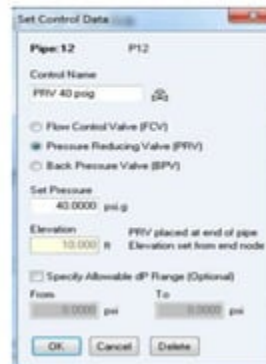 Set Control Data
Pipe:12 P12
Control Name
PRV 40 psig
Flow Control Valve (FCV)
Pressure Reducing Valve (PRV)
Back Pressure Valve (BPV)
Set Pressure
40.0000 psi.g
Elevation PRV placed at end of pipe
10.000 ft Elevation set from end node
Specify Allowable dP Range (Optional)
From To
0.0000 psi 0.0000 psi
OK Cancel Delete